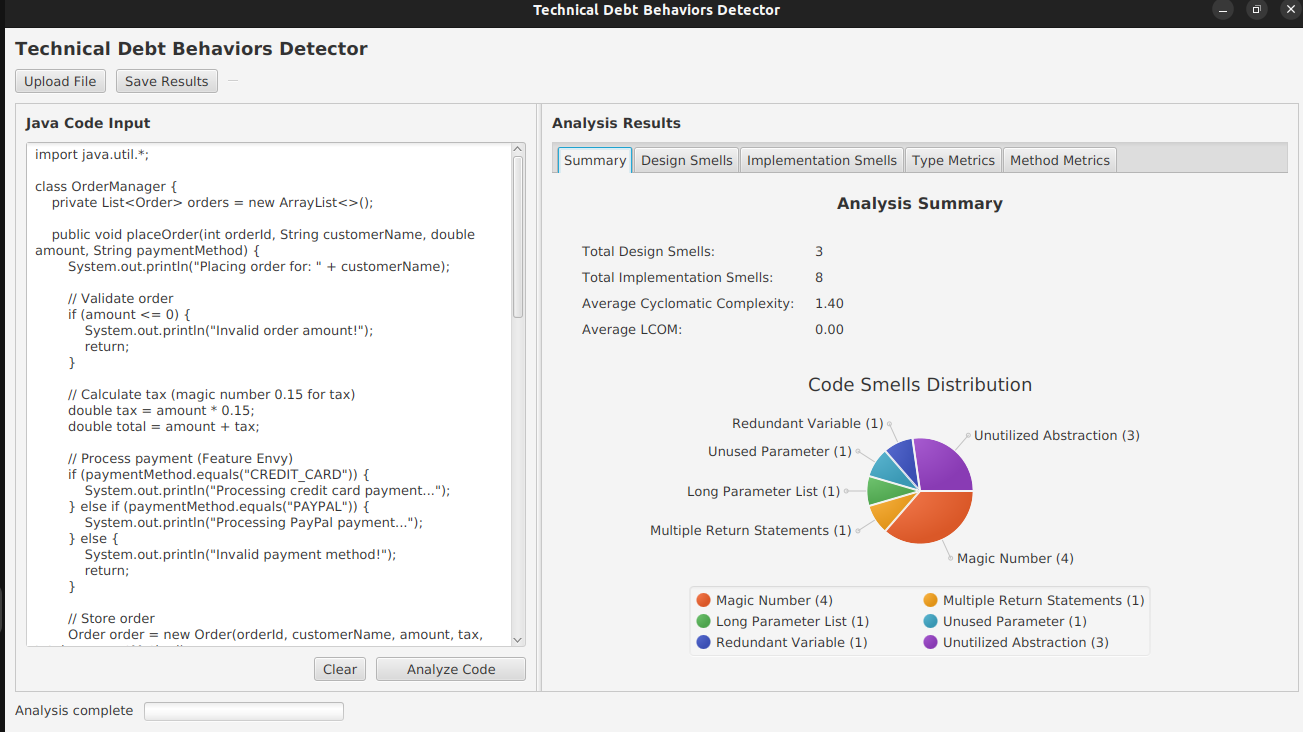 Technical Debt Behaviors Detector
Technical Debt Behaviors Detector
Upload File
Save Results
Java Code Input
import java.util.*;
class OrderManager {
private List<Order> orders = new ArrayList<>();
public void placeOrder(int orderId, String customerName, double
amount, String paymentMethod) {
System.out.println("Placing order for: " + customerName);
// Validate order
if (amount <= 0) {
System.out.println("Invalid order amount!");
return;
}
// Calculate tax (magic number 0.15 for tax)
double tax = amount * 0.15;
double total = amount + tax;
// Process payment (Feature Envy)
if (paymentMethod.equals("CREDIT_CARD")) {
System.out.println("Processing credit card payment...");
} else if (paymentMethod.equals("PAYPAL")) {
System.out.println("Processing PayPal payment...");
} else {
System.out.println("Invalid payment method!");
return;
}
// Store order
Order order = new Order(orderId, customerName, amount, tax,
Clear
Analyze Code
Analysis Results
Summary
Design Smells
Implementation Smells
Type Metrics
Method Metrics
Analysis Summary
Total Design Smells: 3
Total Implementation Smells: 8
Average Cyclomatic Complexity: 1.40
Average LCOM: 0.00
Code Smells Distribution
Redundant Variable (1)
Unutilized Abstraction (3)
Unused Parameter (1)
Long Parameter List (1)
Multiple Return Statements (1)
Magic Number (4)
Magic Number (4)
Multiple Return Statements (1)
Long Parameter List (1)
Unused Parameter (1)
Redundant Variable (1)
Unutilized Abstraction (3)
Analysis complete